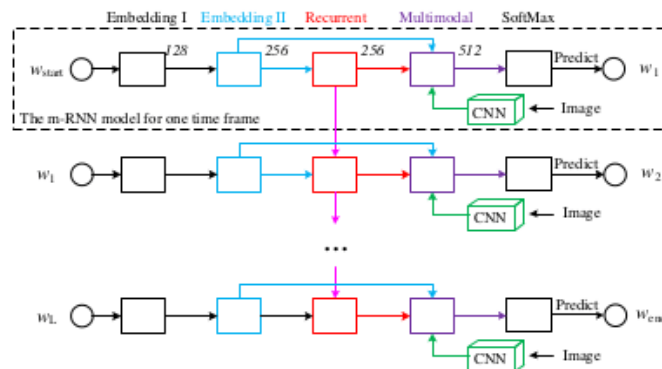 Embedding I Embedding II Recurrent Multimodal SoftMax
128 256 256 512
Predict
w_start w_1
CNN Image
The m-RNN model for one time frame
Predict
w_1 w_2
CNN Image
...
Predict
w_L w_end
CNN Image